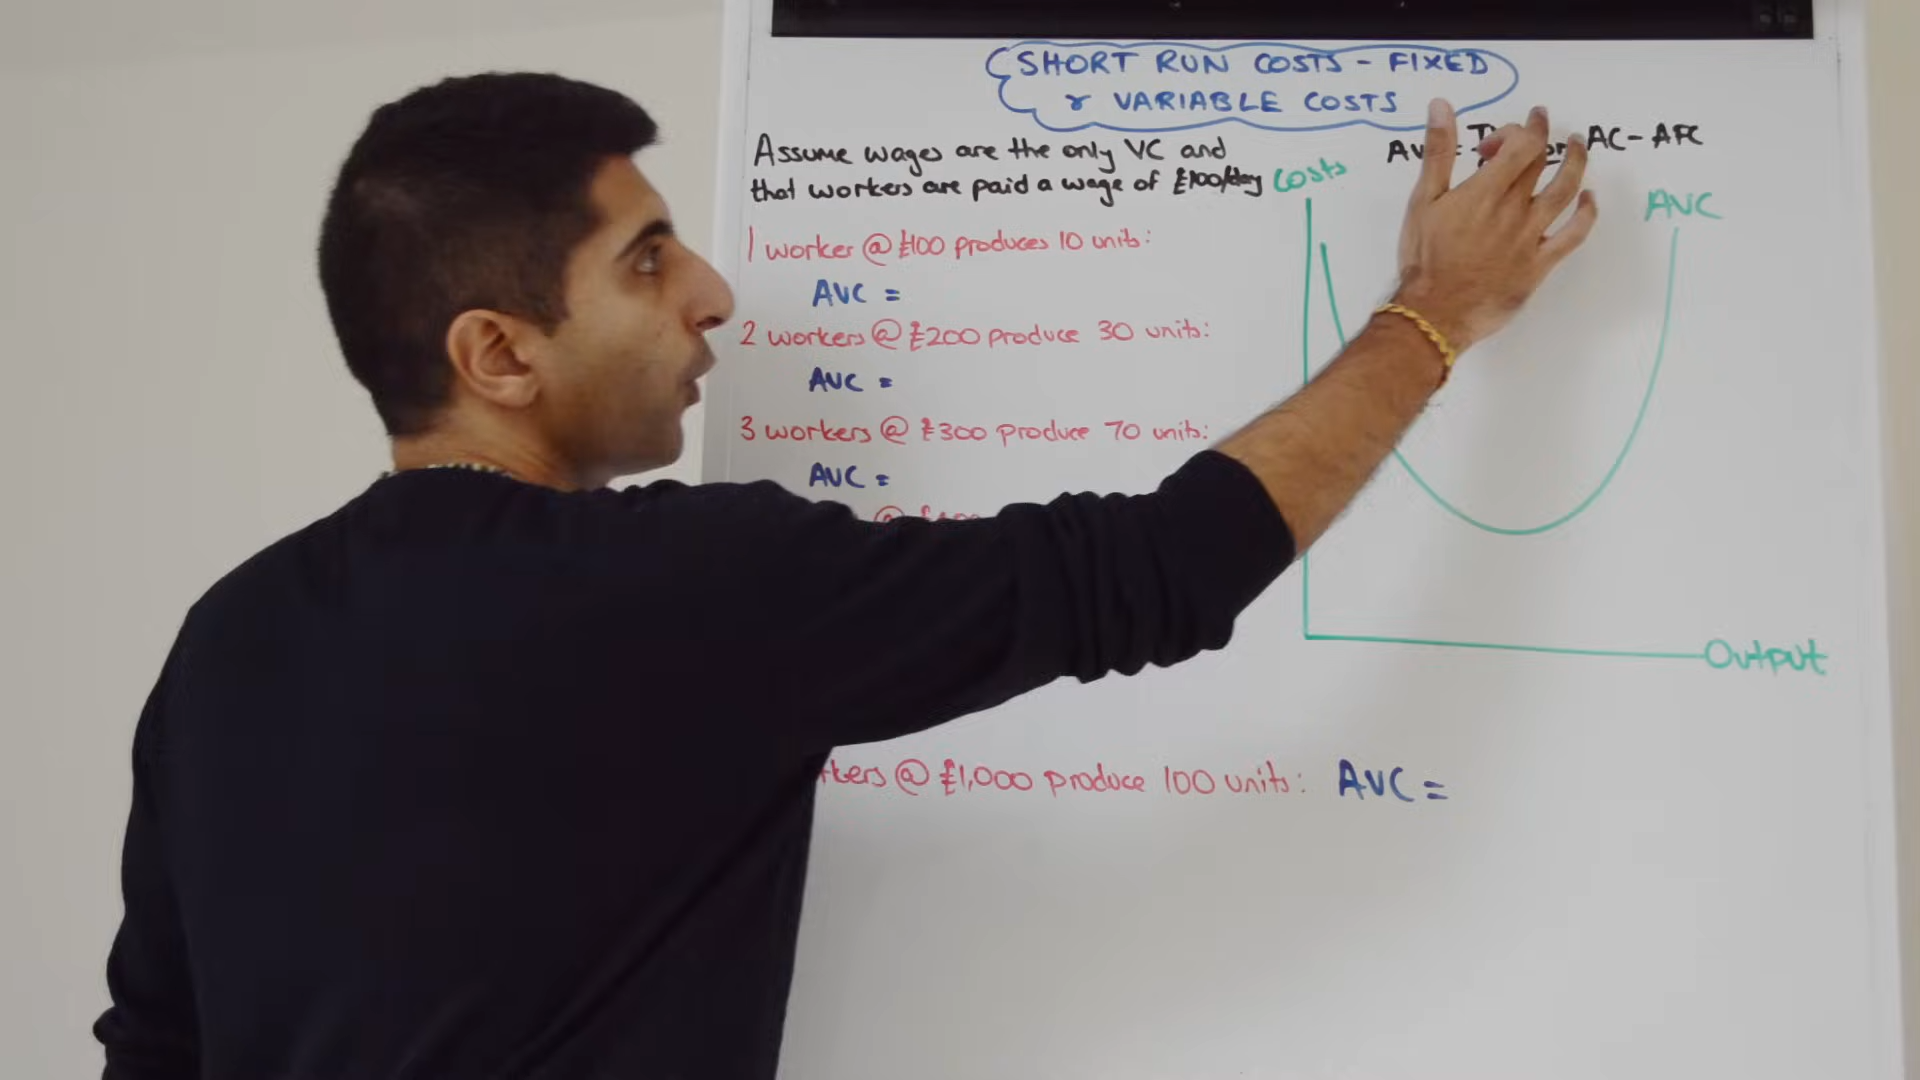 SHORT RUN COSTS - FIXED
& VARIABLE COSTS
Assume wages are the only VC and
that workers are paid a wage of £100/day
= or AC - AFC
Costs
AVC
1 worker @ £100 produces 10 units:
AVC =
2 workers @ £200 produce 30 units:
AVC =
3 workers @ £300 produce 70 units:
AVC =
@
Output
@ £1,000 produce 100 units: AVC =